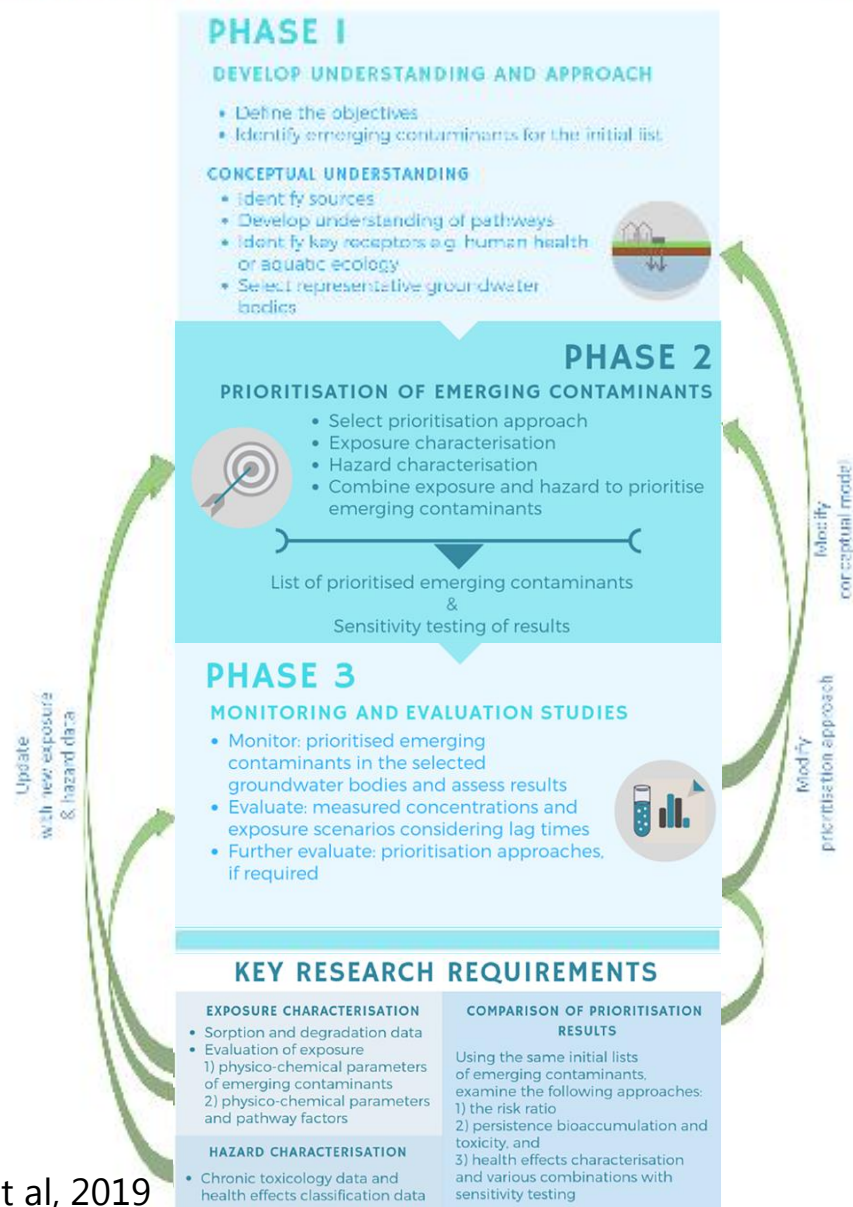 PHASE 1
DEVELOP UNDERSTANDING AND APPROACH
• Define the objectives
• Identify emerging contaminants for the initial list
CONCEPTUAL UNDERSTANDING
• Identify sources
• Develop understanding of pathways
• Identify key receptors e.g. human health
or aquatic ecology
• Select representative groundwater
bodies
PHASE 2
PRIORITISATION OF EMERGING CONTAMINANTS
• Select prioritisation approach
• Exposure characterisation
• Hazard characterisation
• Combine exposure and hazard to prioritise
emerging contaminants
List of prioritised emerging contaminants
&
Sensitivity testing of results
PHASE 3
MONITORING AND EVALUATION STUDIES
• Monitor: prioritised emerging
contaminants in the selected
groundwater bodies and assess results
• Evaluate: measured concentrations and
exposure scenarios considering lag times
• Further evaluate: prioritisation approaches,
if required
Update
with new exposure
& hazard data
Modify
conceptual model
Modify
prioritisation approach
KEY RESEARCH REQUIREMENTS
EXPOSURE CHARACTERISATION
• Sorption and degradation data
• Evaluation of exposure
1) physico-chemical parameters
of emerging contaminants
2) physico-chemical parameters
and pathway factors
HAZARD CHARACTERISATION
• Chronic toxicology data and
health effects classification data
COMPARISON OF PRIORITISATION
RESULTS
Using the same initial lists
of emerging contaminants,
examine the following approaches:
1) the risk ratio
2) persistence bioaccumulation and
toxicity, and
3) health effects characterisation
and various combinations with
sensitivity testing
t al, 2019